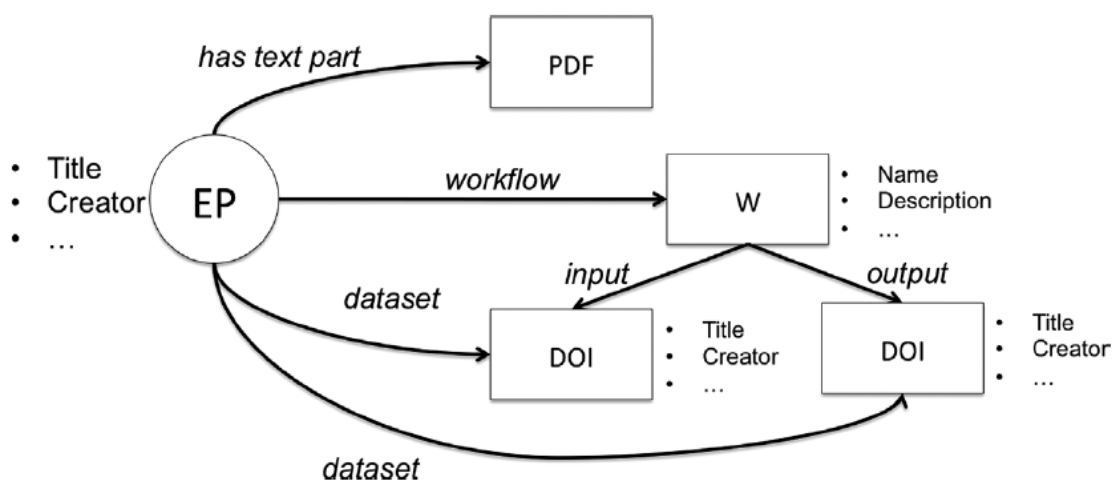 has text part
PDF
• Title
• Creator
• ...
EP
workflow
W
• Name
• Description
• ...
input
output
dataset
DOI
• Title
• Creator
• ...
DOI
• Title
• Creator
• ...
dataset